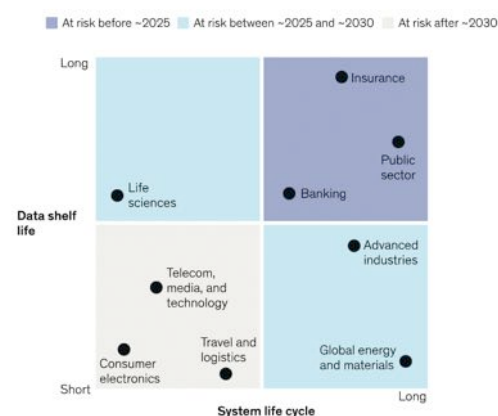 At risk before ~2025 At risk between ~2025 and ~2030 At risk after ~2030
Long
Insurance
Public
sector
Life
sciences
Banking
Data shelf
life
Advanced
industries
Telecom,
media, and
technology
Travel and
logistics
Consumer
electronics
Global energy
and materials
Short
Long
System life cycle